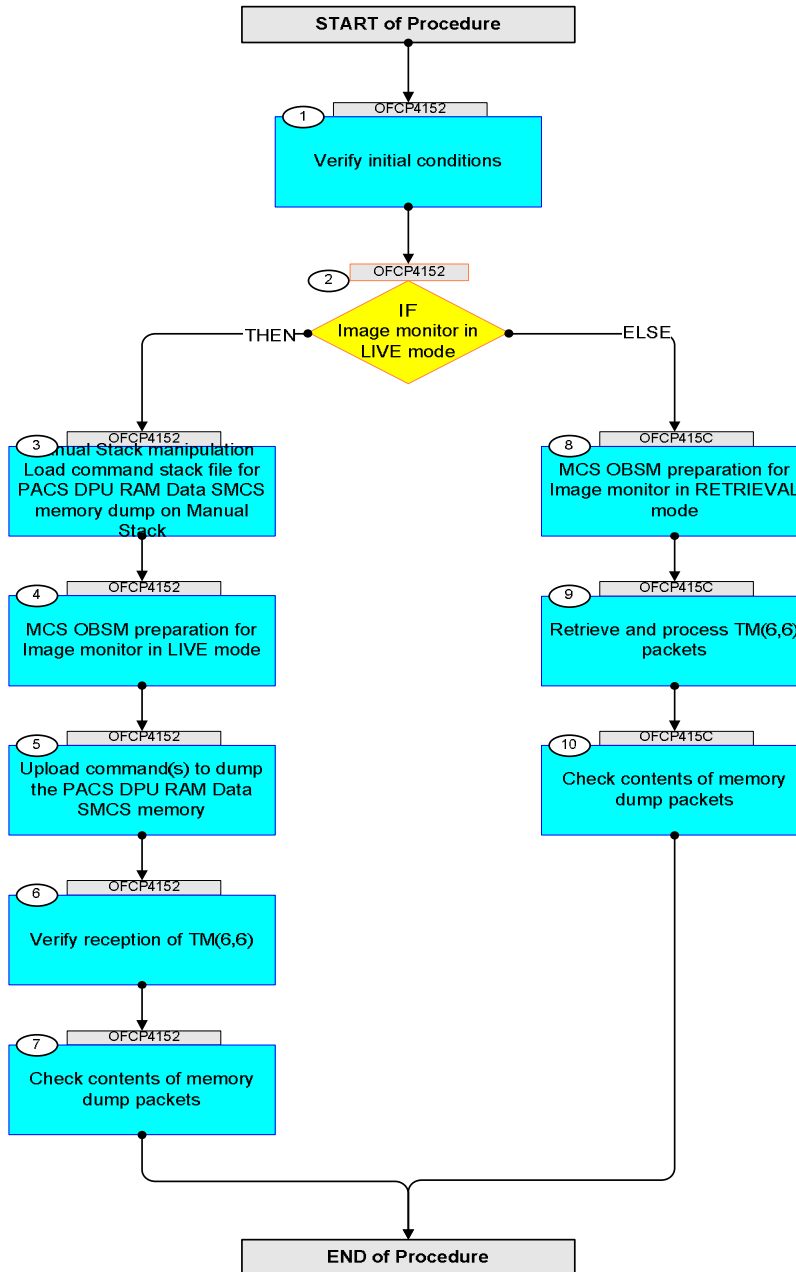 START of Procedure
OFCP4152
1
Verify initial conditions
OFCP4152
2
IF
Image monitor in
LIVE mode
THEN
ELSE
OFCP4152
3
anual Stack manipulation
Load command stack file for
PACS DPU RAM Data SMCS
memory dump on Manual
Stack
OFCP4152
4
MCS OBSM preparation for
Image monitor in LIVE mode
OFCP4152
5
Upload command(s) to dump
the PACS DPU RAM Data
SMCS memory
OFCP4152
6
Verify reception of TM(6,6)
OFCP4152
7
Check contents of memory
dump packets
OFCP415C
8
MCS OBSM preparation for
Image monitor in RETRIEVAL
mode
OFCP415C
9
Retrieve and process TM(6,6)
packets
OFCP415C
10
Check contents of memory
dump packets
END of Procedure